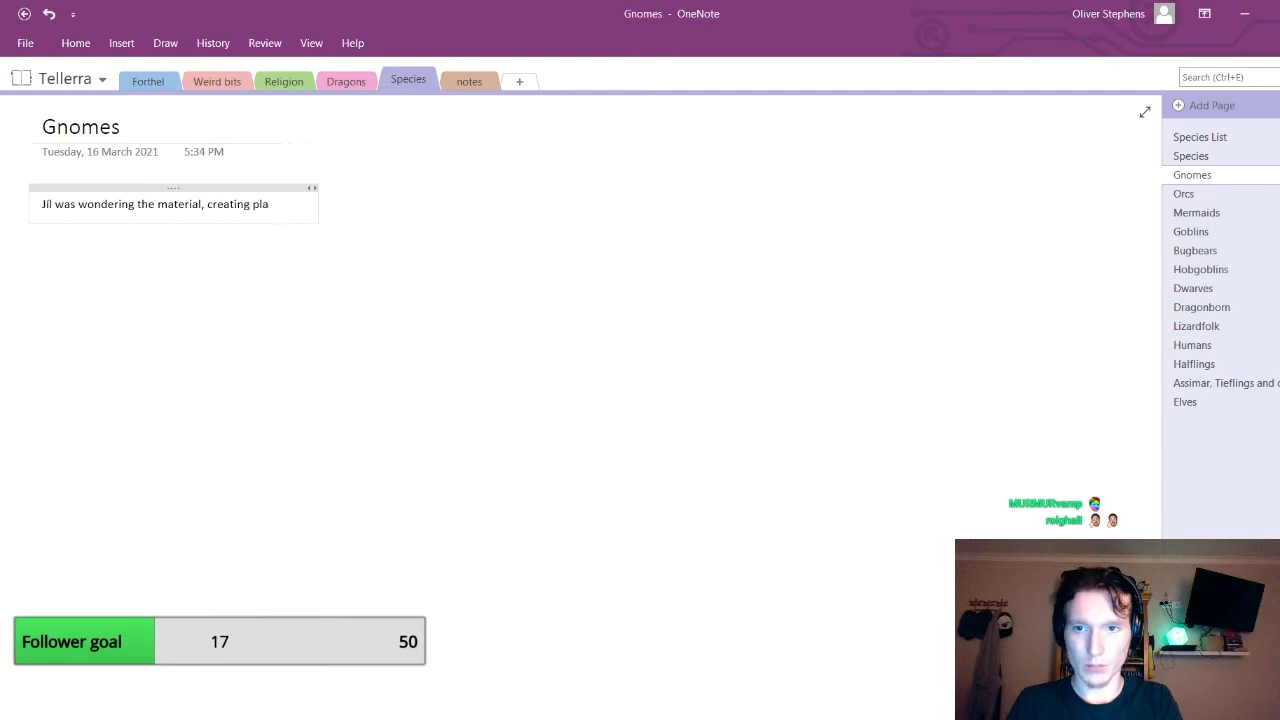 Gnomes - OneNote
Oliver Stephens
File Home Insert Draw History Review View Help
Tellerra Forthel Weird bits Religion Dragons Species notes +
Search (Ctrl+E)
Gnomes
Tuesday, 16 March 2021 5:34 PM
Jíl was wondering the material, creating pla
Add Page
Species List
Species
Gnomes
Orcs
Mermaids
Goblins
Bugbears
Hobgoblins
Dwarves
Dragonborn
Lizardfolk
Humans
Halflings
Assimar, Tieflings and
Elves
MURMURvamp
roighall
Follower goal 17 50